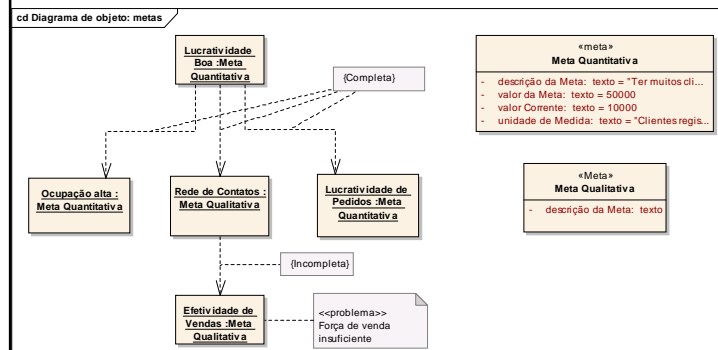 cd Diagrama de objeto: metas
Lucratividade
Boa :Meta
Quantitativa
{Completa}
Ocupação alta :
Meta Quantitativa
Rede de Contatos :
Meta Qualitativa
Lucratividade de
Pedidos :Meta
Quantitativa
{Incompleta}
Efetividade de
Vendas :Meta
Qualitativa
<<problema>>
Força de venda
insuficiente
«meta»
Meta Quantitativa
- descrição da Meta: texto = "Ter muitos cli...
- valor da Meta: texto = 50000
- valor Corrente: texto = 10000
- unidade de Medida: texto = "Clientes regis...
«Meta»
Meta Qualitativa
- descrição da Meta: texto